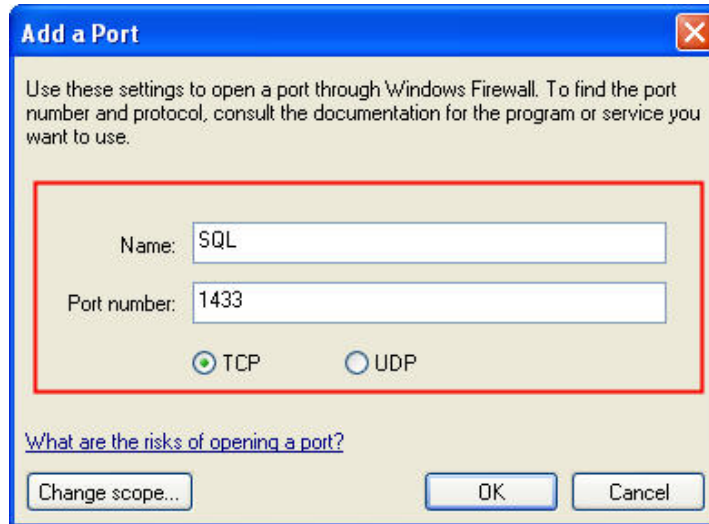 Add a Port
Use these settings to open a port through Windows Firewall. To find the port
number and protocol, consult the documentation for the program or service you
want to use.
Name: SQL
Port number: 1433
TCP UDP
What are the risks of opening a port?
Change scope... OK Cancel